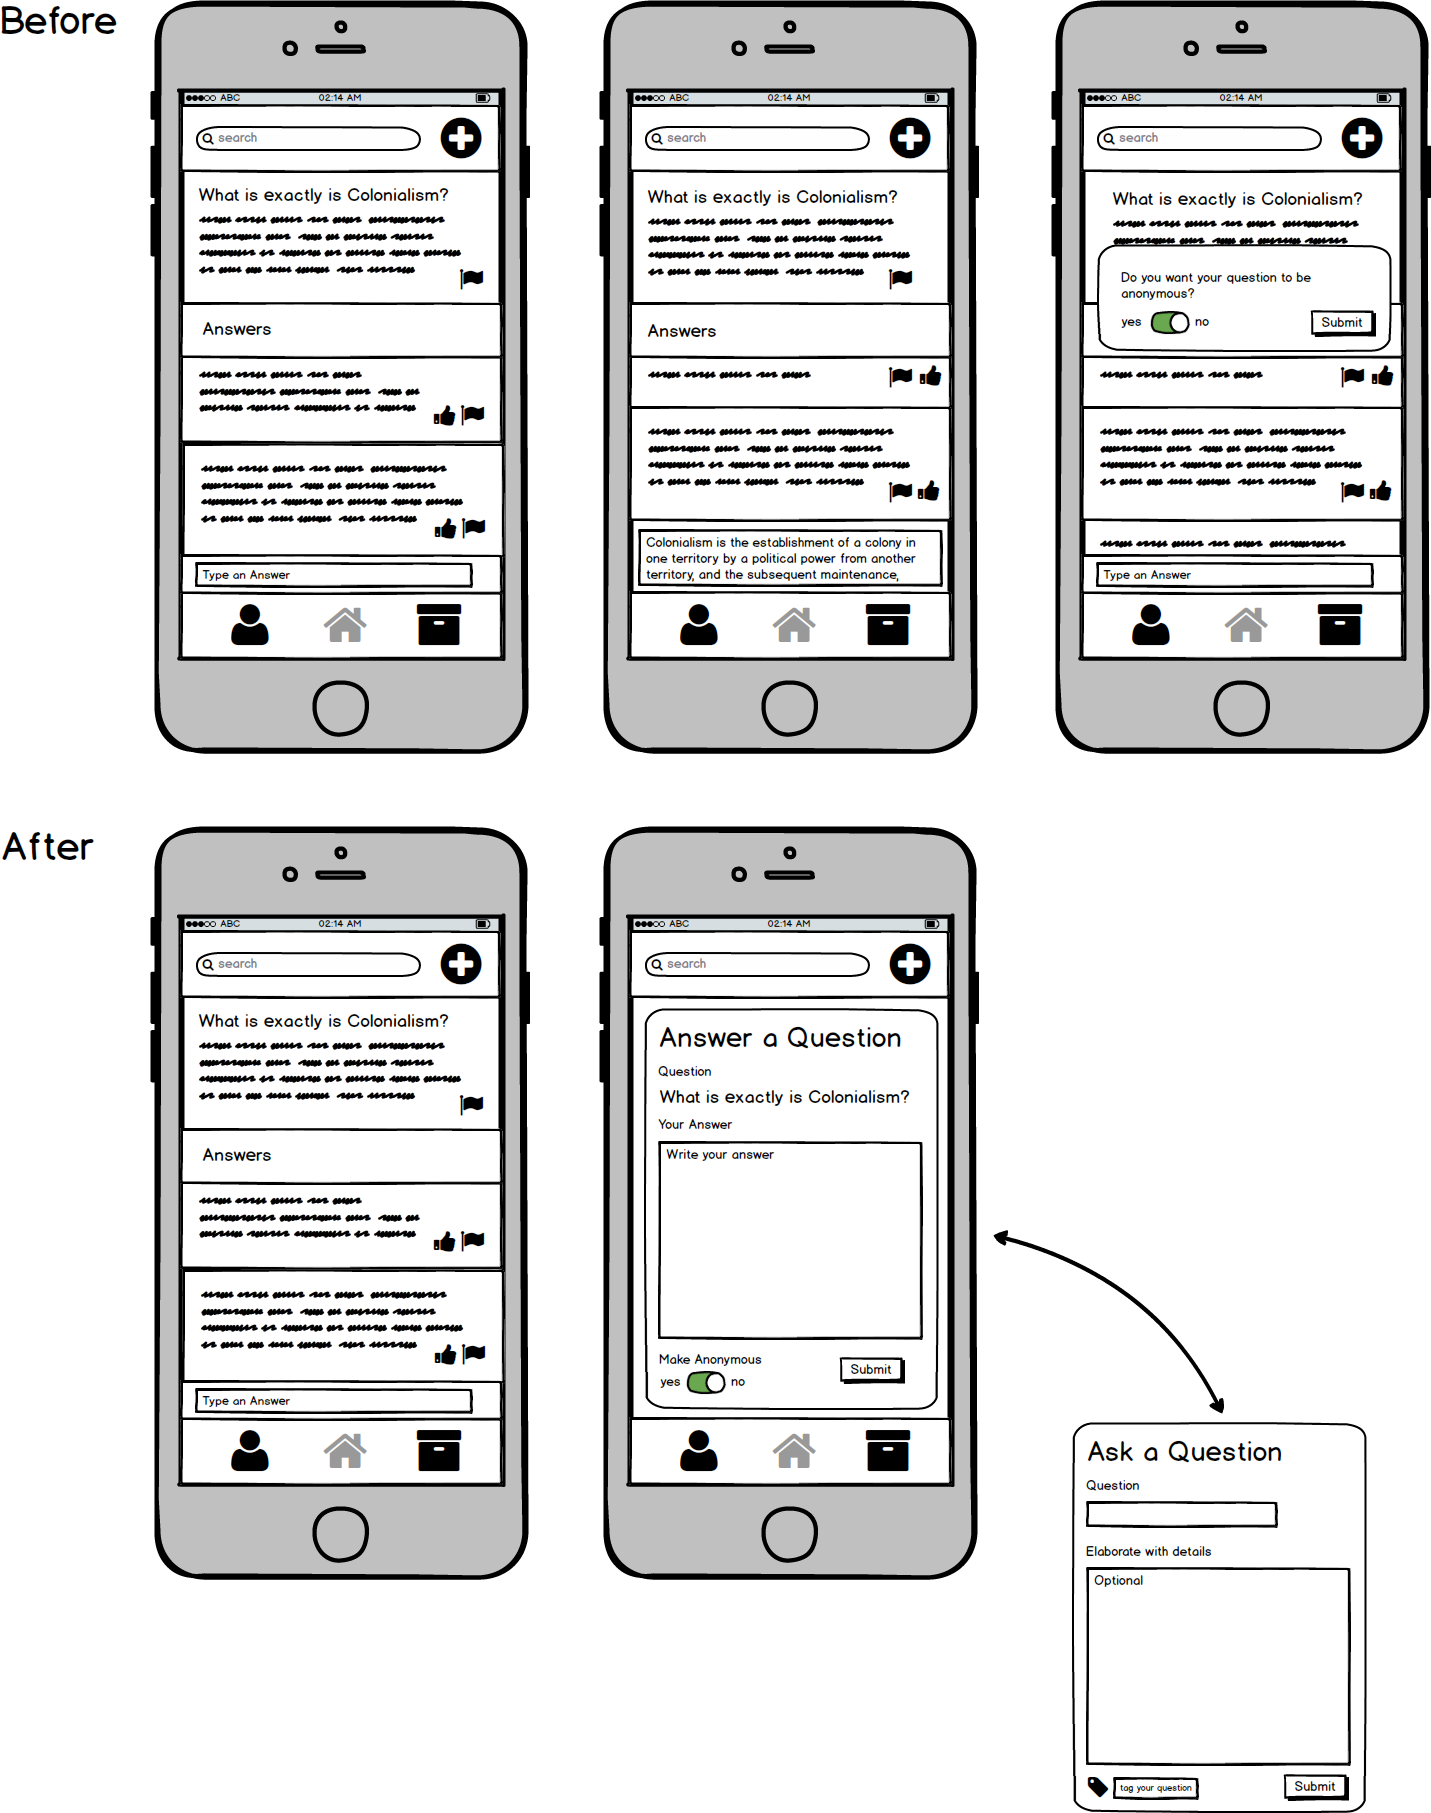 Before
ABC 02:14 AM
search
What is exactly is Colonialism?
Answers
Type an Answer
ABC 02:14 AM
search
What is exactly is Colonialism?
Answers
Colonialism is the establishment of a colony in
one territory by a political power from another
territory, and the subsequent maintenance,
ABC 02:14 AM
search
What is exactly is Colonialism?
Do you want your question to be
anonymous?
yes no Submit
Type an Answer
After
ABC 02:14 AM
search
What is exactly is Colonialism?
Answers
Type an Answer
ABC 02:14 AM
search
Answer a Question
Question
What is exactly is Colonialism?
Your Answer
Write your answer
Make Anonymous
yes no Submit
Ask a Question
Question
Elaborate with details
Optional
tag your question Submit